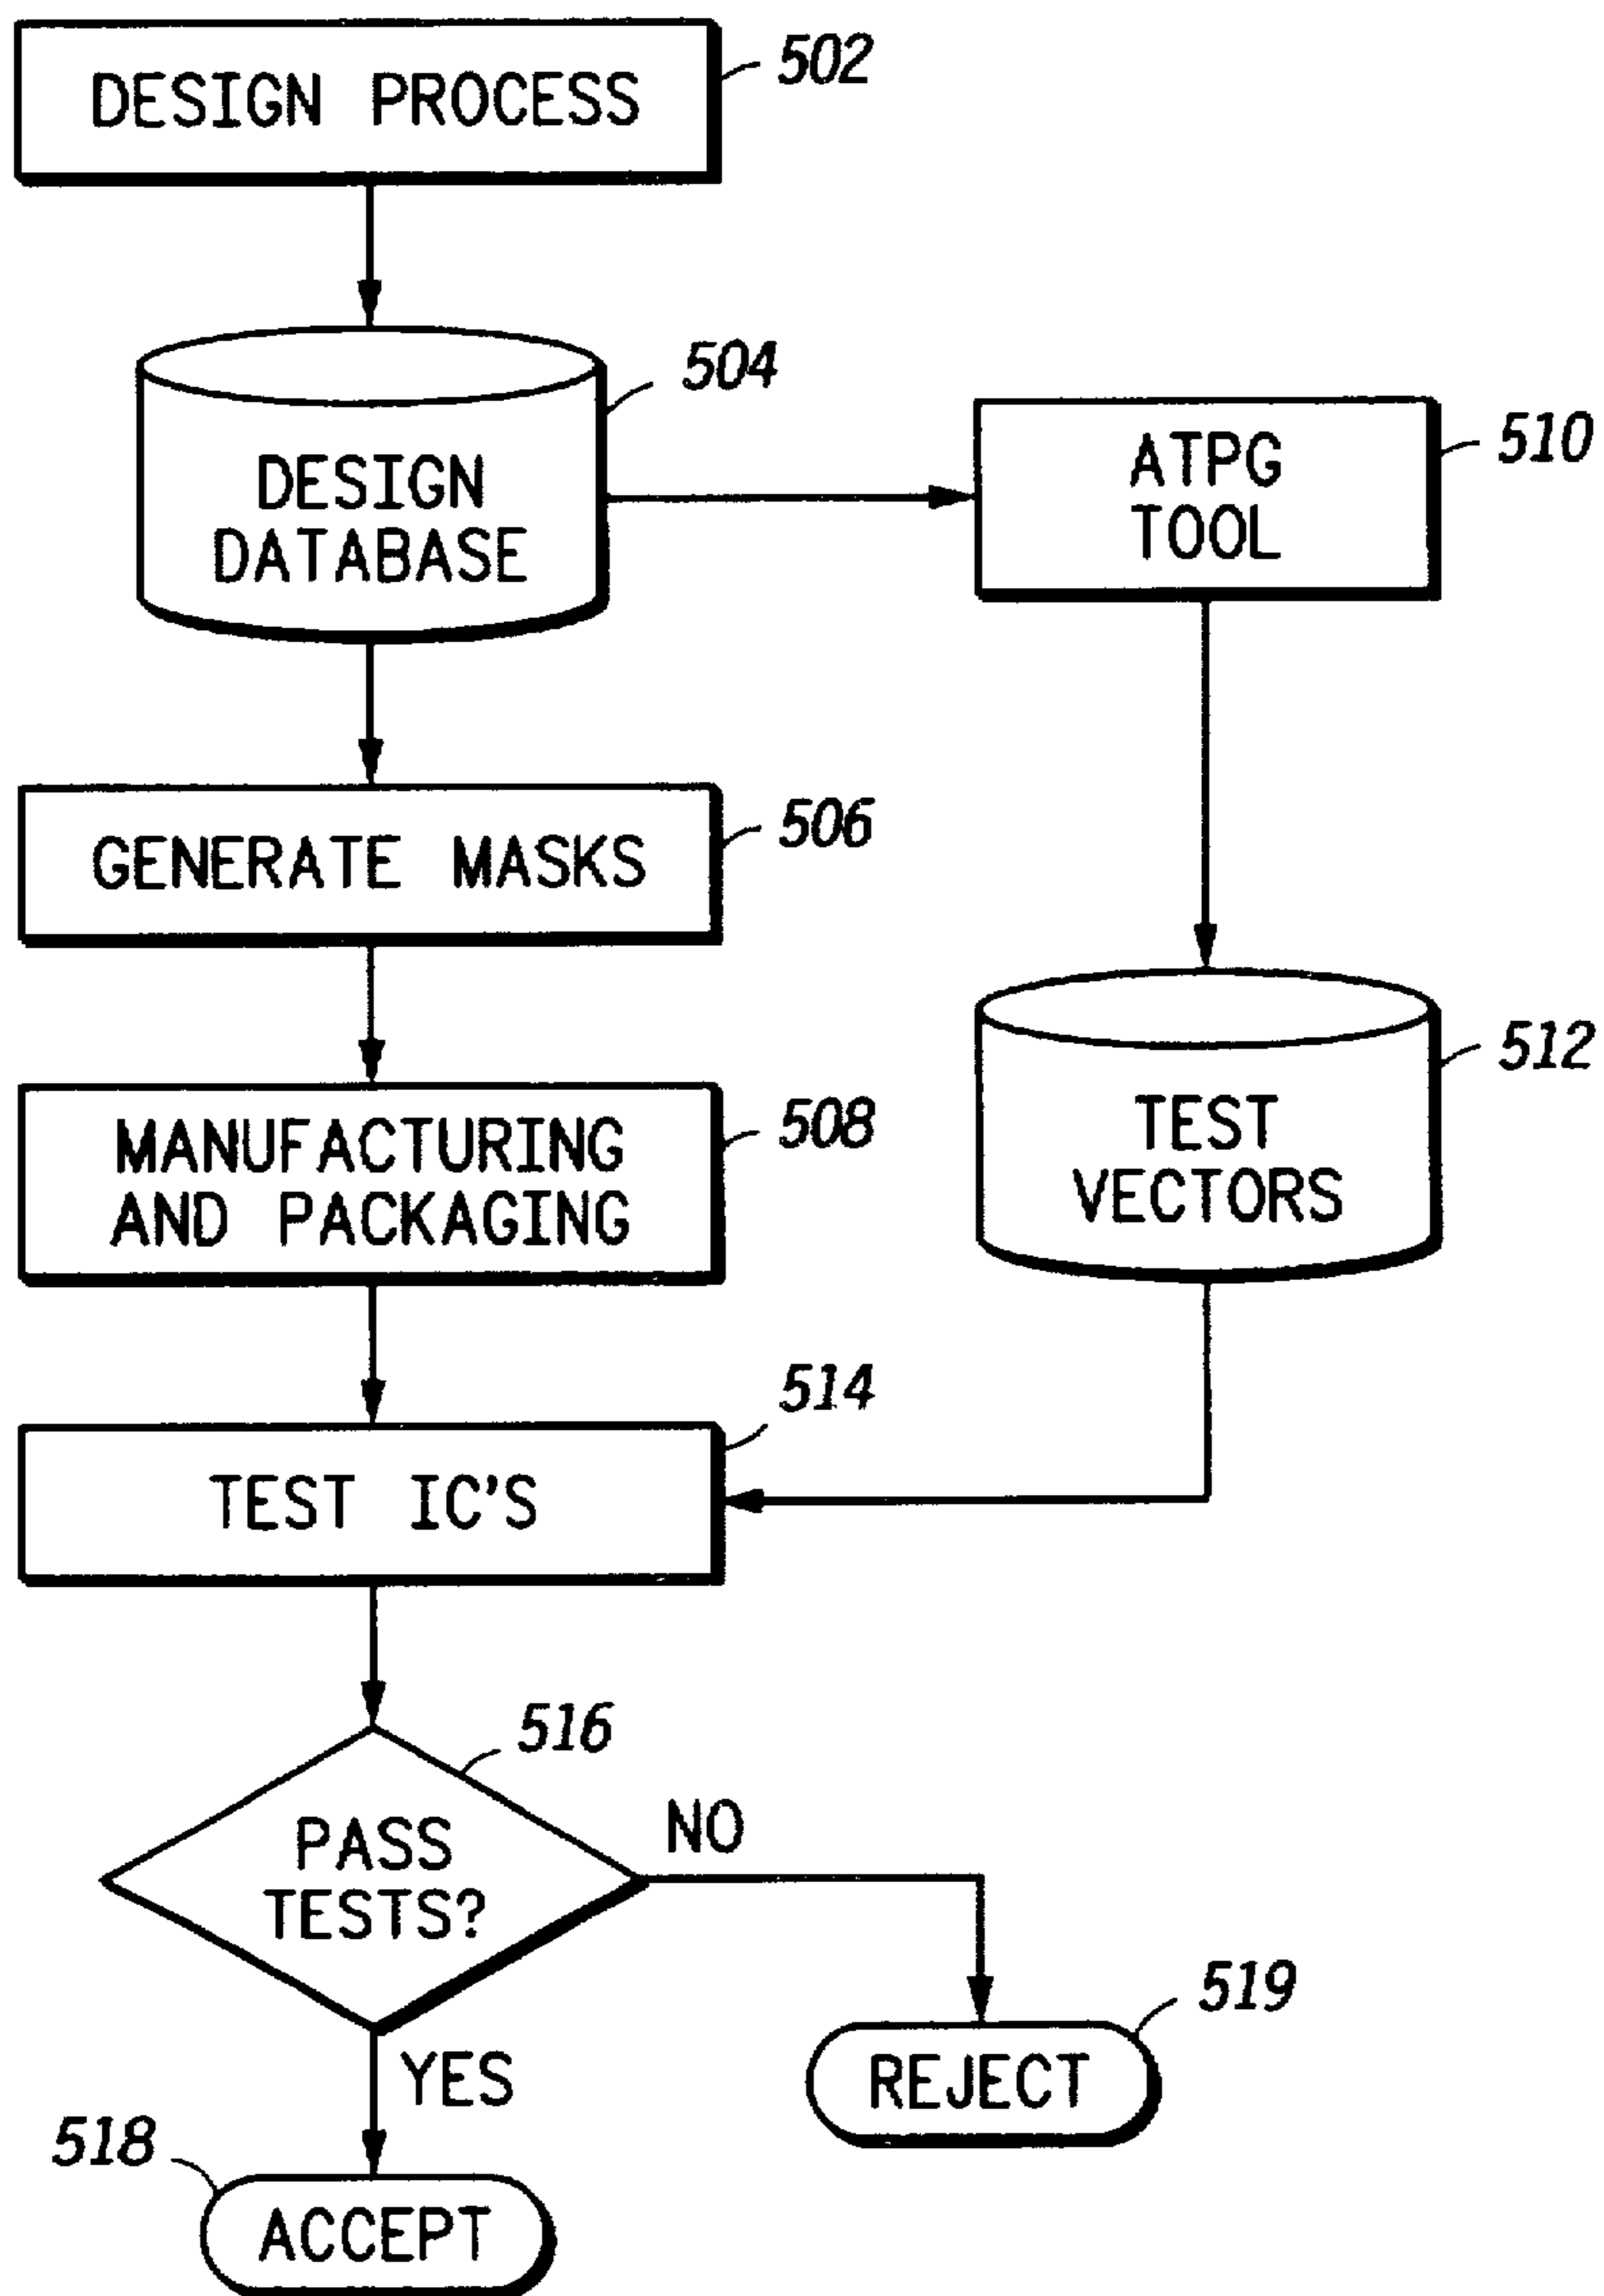 DESIGN PROCESS
502
504
DESIGN
DATABASE
ATPG
TOOL
510
GENERATE MASKS
506
MANUFACTURING
AND PACKAGING
508
TEST
VECTORS
512
514
TEST IC'S
516
PASS
TESTS?
NO
YES
519
REJECT
518
ACCEPT